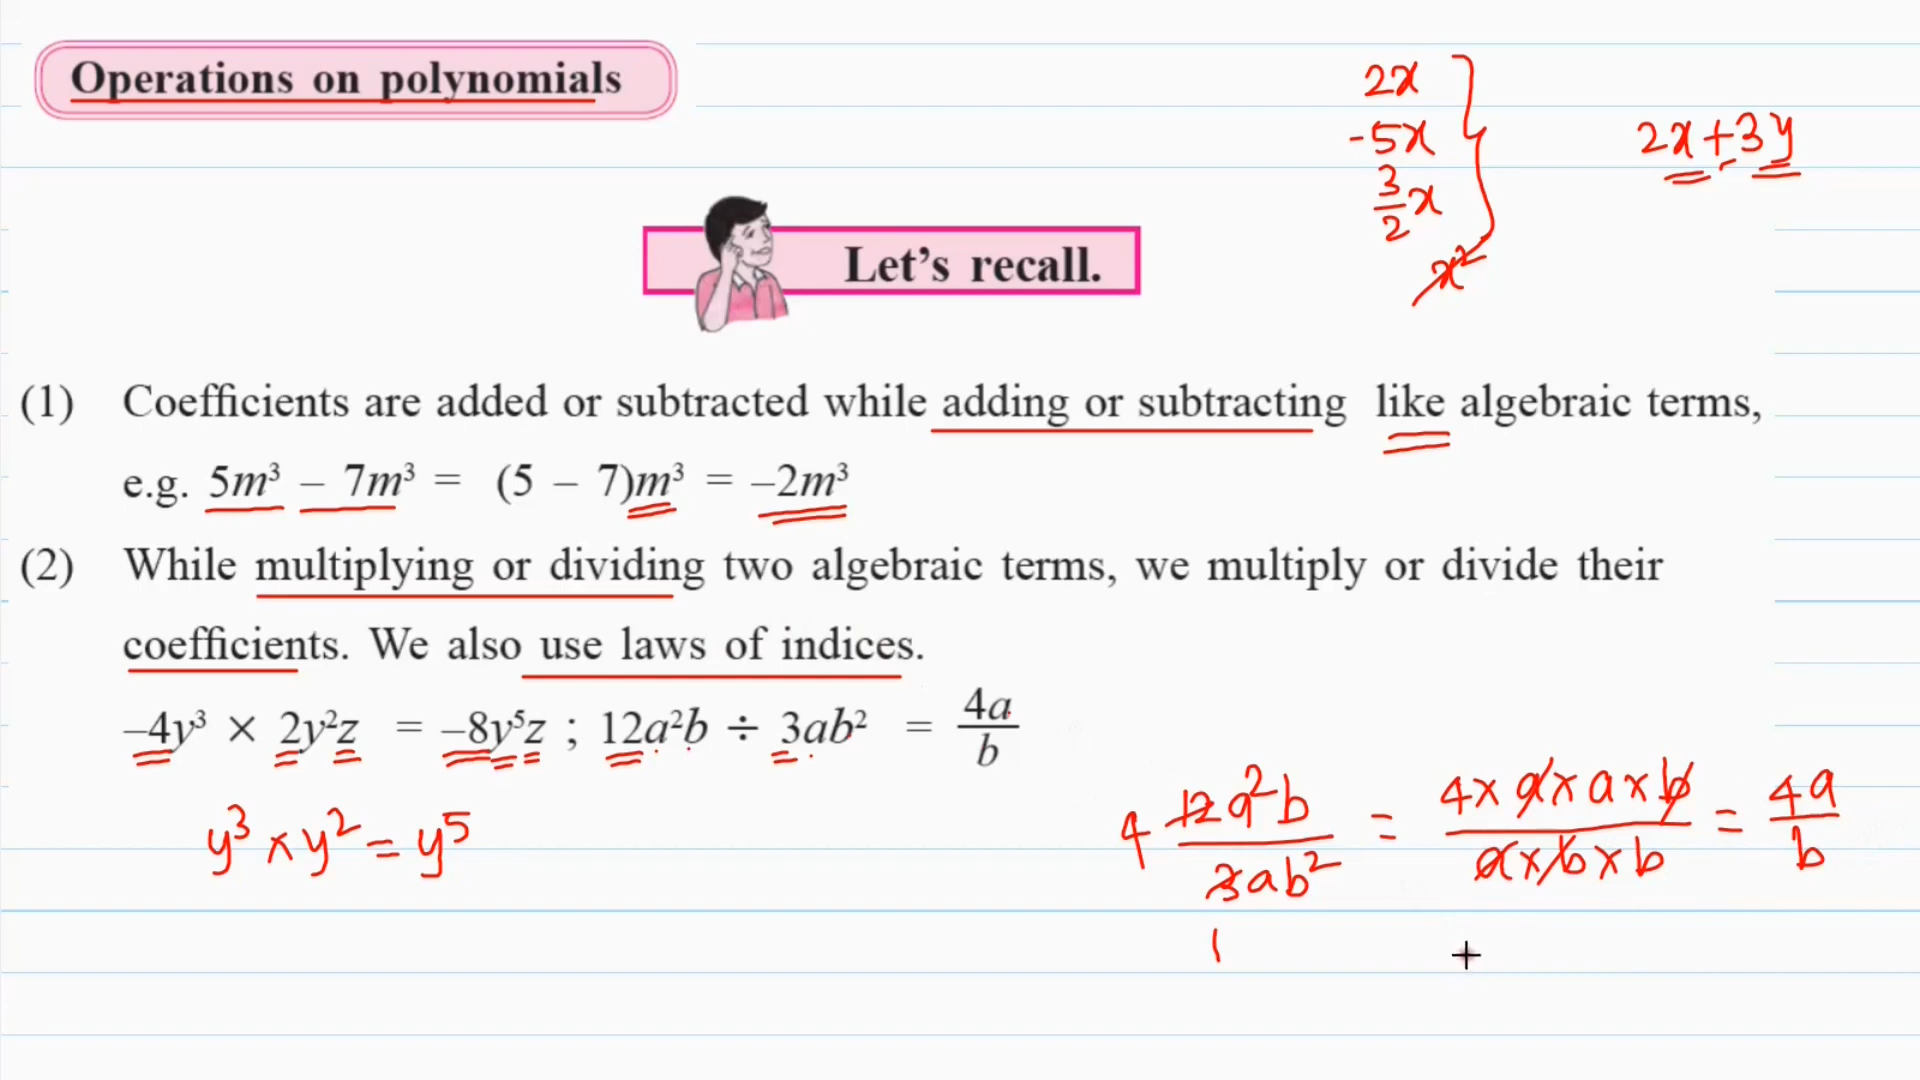 Operations on polynomials
2x
-5x
3/2 x
x²
2x+3y
Let's recall.
(1) Coefficients are added or subtracted while adding or subtracting like algebraic terms,
e.g. 5m³ – 7m³ = (5 – 7)m³ = –2m³
(2) While multiplying or dividing two algebraic terms, we multiply or divide their
coefficients. We also use laws of indices.
–4y³ × 2y²z = –8y⁵z ; 12a²b ÷ 3ab² = 4a/b
y³ × y² = y⁵
4 12a²b / 3ab² = 4×a×a×b / a×b×b = 4a/b
1